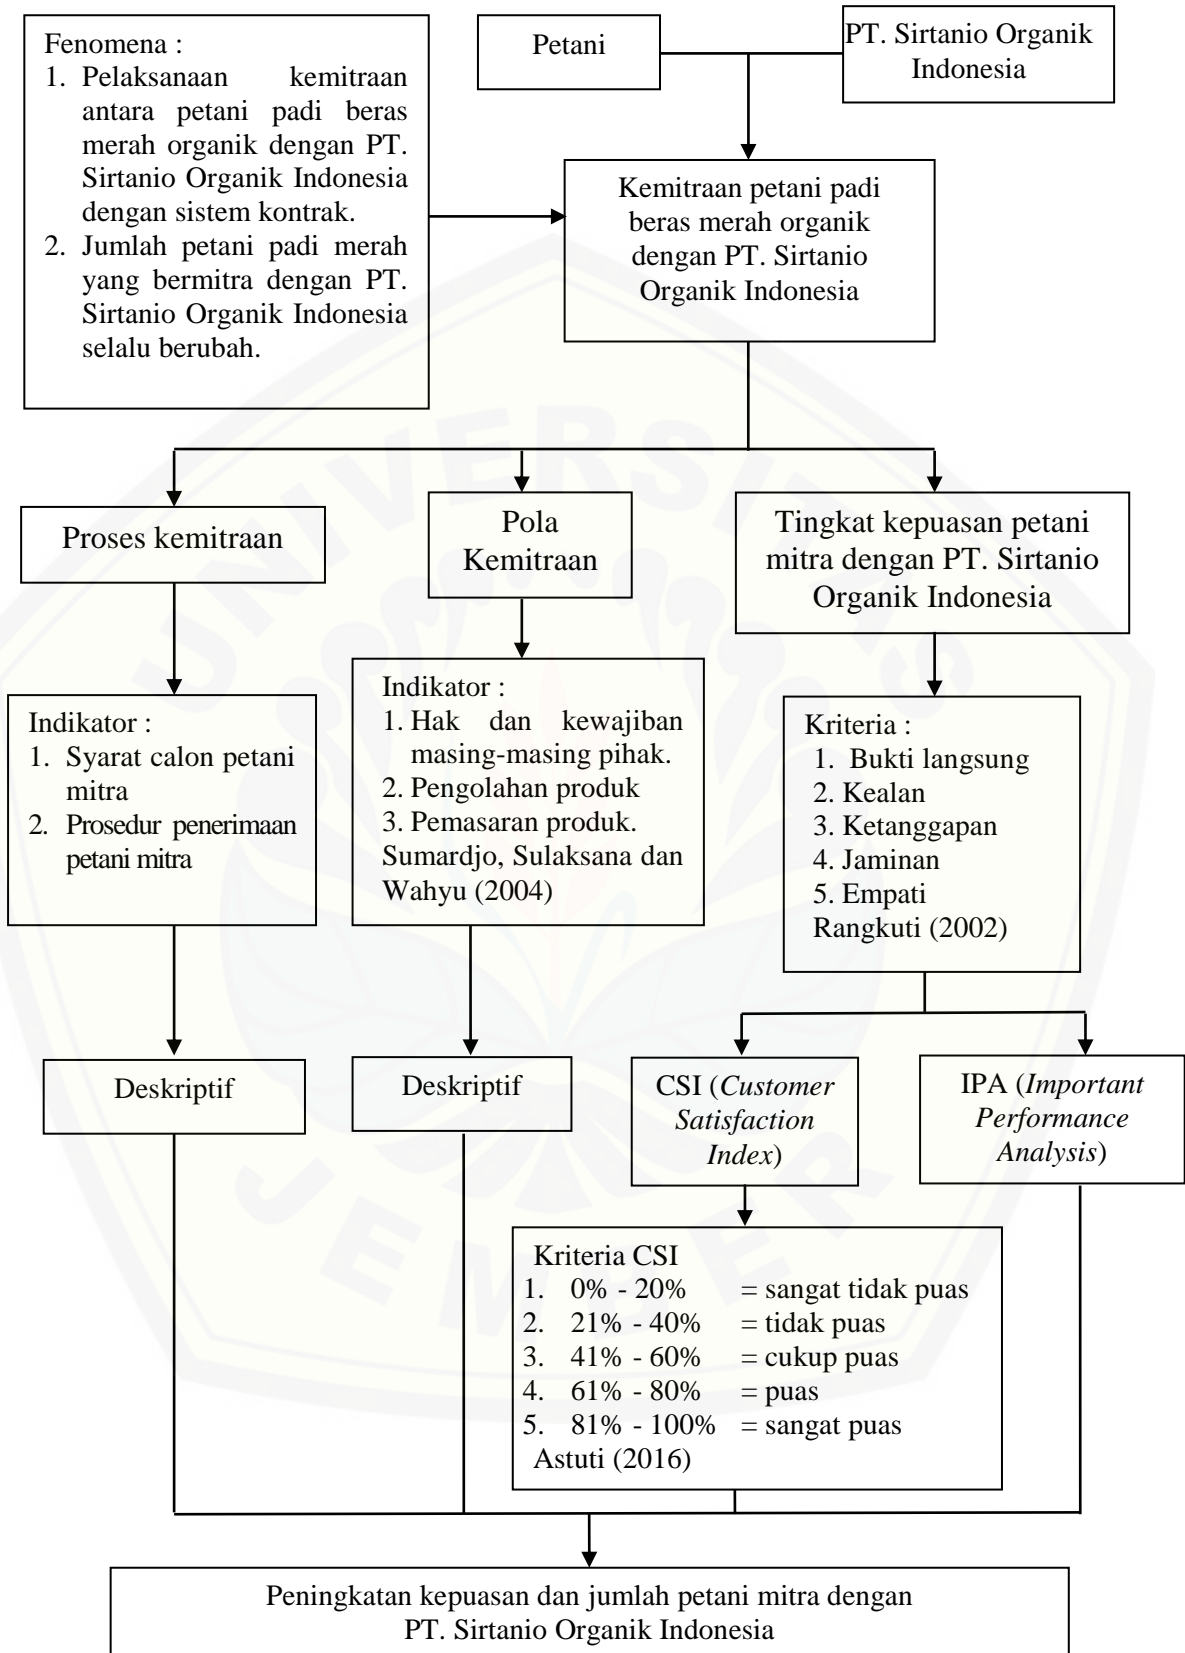 Fenomena :
1. Pelaksanaan kemitraan
antara petani padi beras
merah organik dengan PT.
Sirtanio Organik Indonesia
dengan sistem kontrak.
2. Jumlah petani padi merah
yang bermitra dengan PT.
Sirtanio Organik Indonesia
selalu berubah.
Petani
PT. Sirtanio Organik
Indonesia
Kemitraan petani padi
beras merah organik
dengan PT. Sirtanio
Organik Indonesia
Proses kemitraan
Pola
Kemitraan
Tingkat kepuasan petani
mitra dengan PT. Sirtanio
Organik Indonesia
Indikator :
1. Syarat calon petani
mitra
2. Prosedur penerimaan
petani mitra
Indikator :
1. Hak dan kewajiban
masing-masing pihak.
2. Pengolahan produk
3. Pemasaran produk.
Sumardjo, Sulaksana dan
Wahyu (2004)
Kriteria :
1. Bukti langsung
2. Kealan
3. Ketanggapan
4. Jaminan
5. Empati
Rangkuti (2002)
Deskriptif
Deskriptif
CSI (Customer
Satisfaction
Index)
IPA (Important
Performance
Analysis)
Kriteria CSI
1. 0% - 20% = sangat tidak puas
2. 21% - 40% = tidak puas
3. 41% - 60% = cukup puas
4. 61% - 80% = puas
5. 81% - 100% = sangat puas
Astuti (2016)
Peningkatan kepuasan dan jumlah petani mitra dengan
PT. Sirtanio Organik Indonesia
UNIVERSITAS
JEMBER